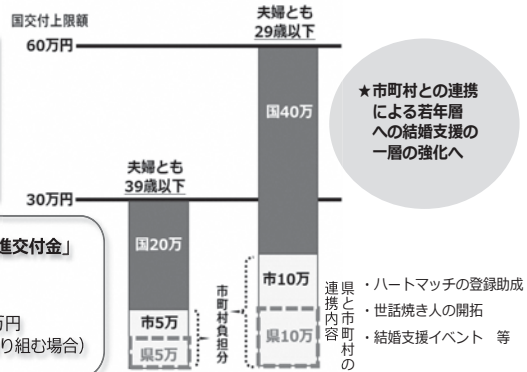 国交付上限額
60万円
夫婦とも
29歳以下
国40万
★市町村との連携
による若年層
への結婚支援の
一層の強化へ
夫婦とも
39歳以下
30万円
国20万
市5万
県5万
市町村負担分
市10万
県10万
県と市町村の
連携内容
・ハートマッチの登録助成
・世話焼き人の開拓
・結婚支援イベント　等
進交付金」
万円
り組む場合）